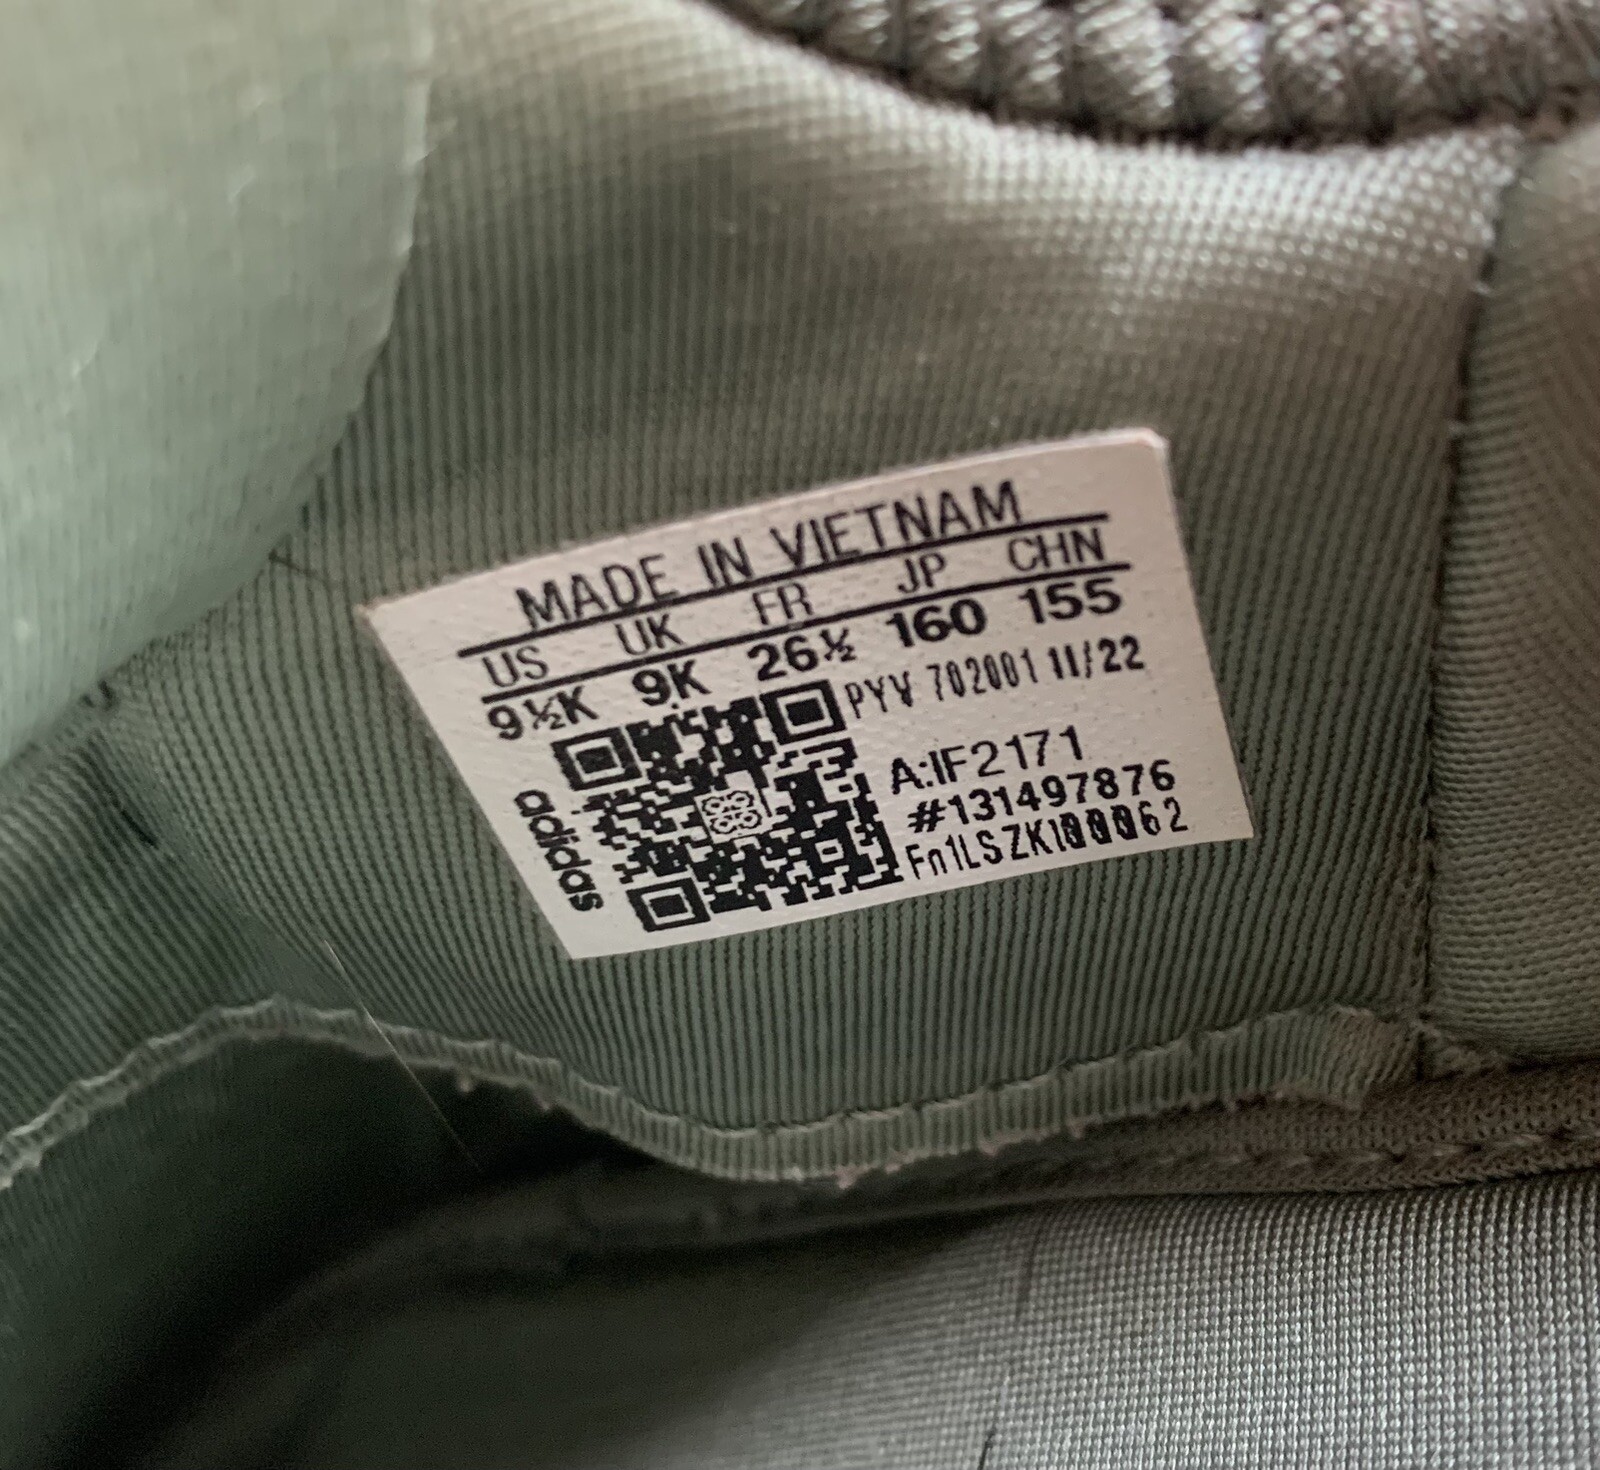 MADE IN VIETNAM
US UK FR JP CHN
9½K 9K 26½ 160 155
PYV 702001 11/22
A:IF2171
#131497876
Fn1LSZK100062
adidas